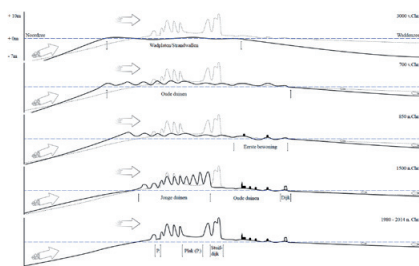 + 10m
3000 v.Chr
Noordzee
Waddenzee
+ 0m
Wadplaten/Strandwallen
- 7m
700 v.Chr
Oude duinen
850 n.Chr
Eerste bewoning
1500 n.Chr
Jonge duinen
Oude duinen
Dijk
1980 - 2014 n. Chr
P
Plak (P)
Stuif-
dijk